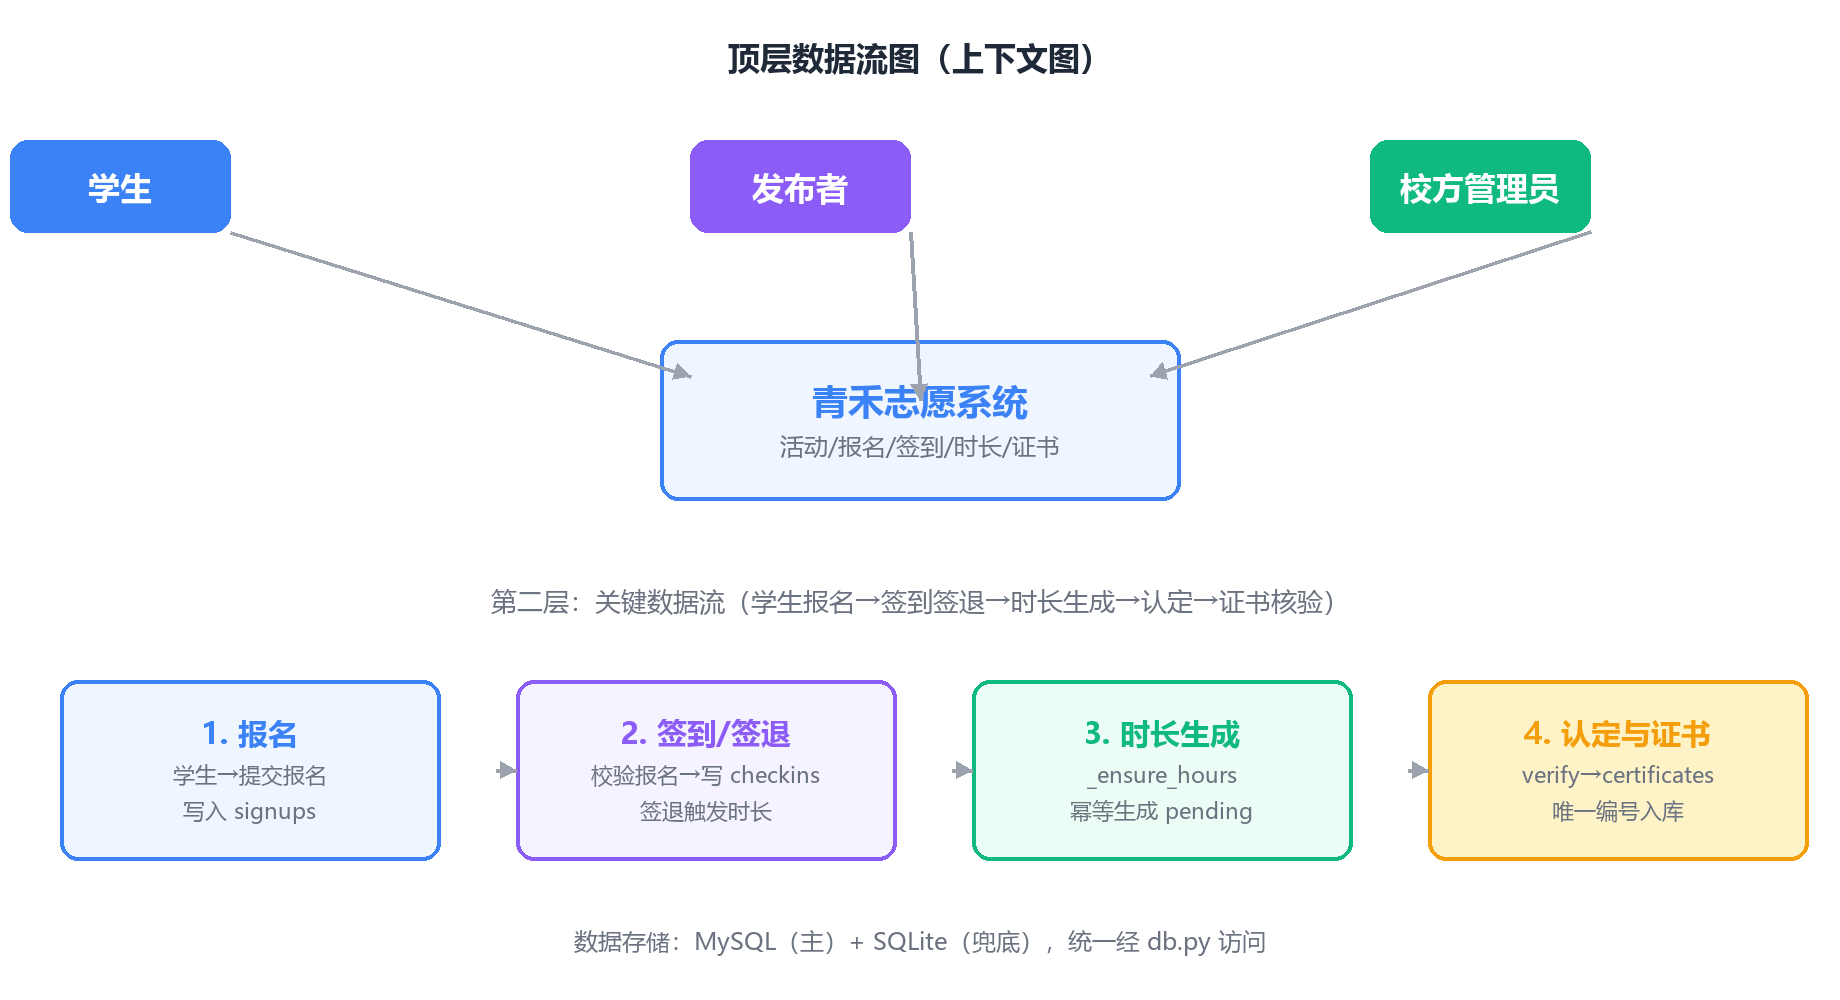 顶层数据流图（上下文图）
学生
发布者
校方管理员
青禾志愿系统
活动/报名/签到/时长/证书
第二层：关键数据流（学生报名→签到签退→时长生成→认定→证书核验）
1. 报名
学生→提交报名
写入 signups
2. 签到/签退
校验报名→写 checkins
签退触发时长
3. 时长生成
_ensure_hours
幂等生成 pending
4. 认定与证书
verify→certificates
唯一编号入库
数据存储：MySQL（主）+ SQLite（兜底），统一经 db.py 访问